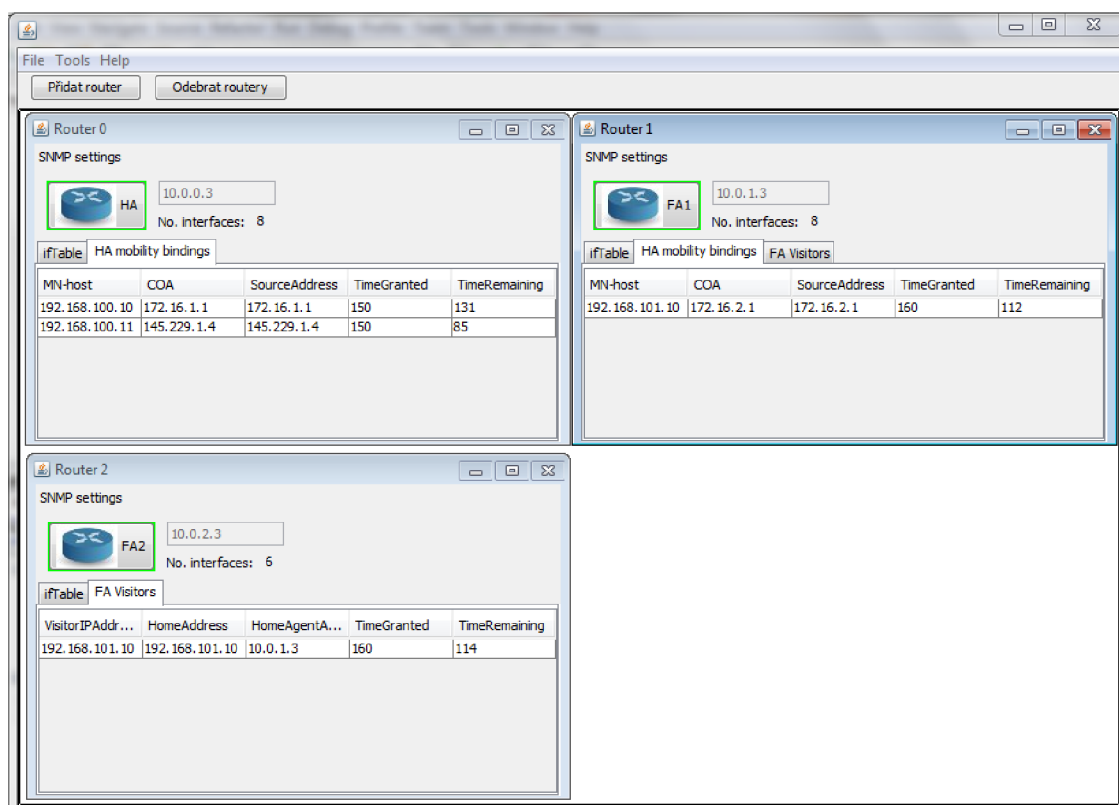 File Tools Help
Přidat router Odebrat routery
Router 0
SNMP settings
HA
10.0.0.3
No. interfaces: 8
ifTable HA mobility bindings
MN-host COA SourceAddress TimeGranted TimeRemaining
192.168.100.10 172.16.1.1 172.16.1.1 150 131
192.168.100.11 145.229.1.4 145.229.1.4 150 85
Router 1
SNMP settings
FA1
10.0.1.3
No. interfaces: 8
ifTable HA mobility bindings FA Visitors
MN-host COA SourceAddress TimeGranted TimeRemaining
192.168.101.10 172.16.2.1 172.16.2.1 160 112
Router 2
SNMP settings
FA2
10.0.2.3
No. interfaces: 6
ifTable FA Visitors
VisitorIPAddr... HomeAddress HomeAgentA... TimeGranted TimeRemaining
192.168.101.10 192.168.101.10 10.0.1.3 160 114